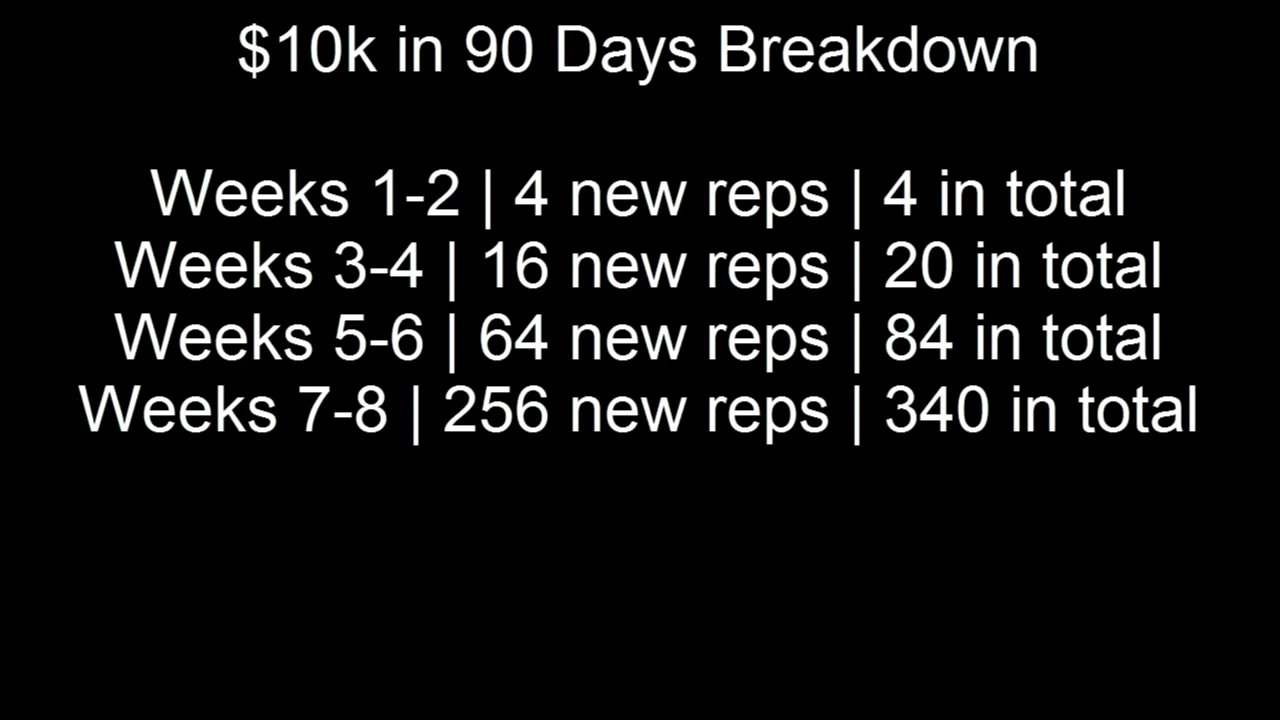 $10k in 90 Days Breakdown
Weeks 1-2 | 4 new reps | 4 in total
Weeks 3-4 | 16 new reps | 20 in total
Weeks 5-6 | 64 new reps | 84 in total
Weeks 7-8 | 256 new reps | 340 in total